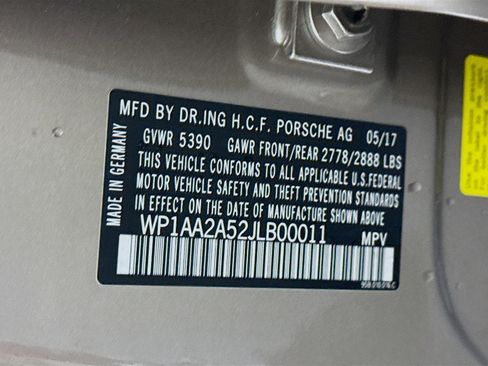 MFD BY DR.ING H.C.F. PORSCHE AG 05/17
GVWR 5390 GAWR FRONT/REAR 2778/2888 LBS
THIS VEHICLE CONFORMS TO ALL APPLICABLE U.S.FEDERAL
MOTOR VEHICLE SAFETY AND THEFT PREVENTION STANDARDS
IN EFFECT ON THE DATE OF MANUFACTURE SHOWN ABOVE
WP1AA2A52JLB00011 MPV
MADE IN GERMANY